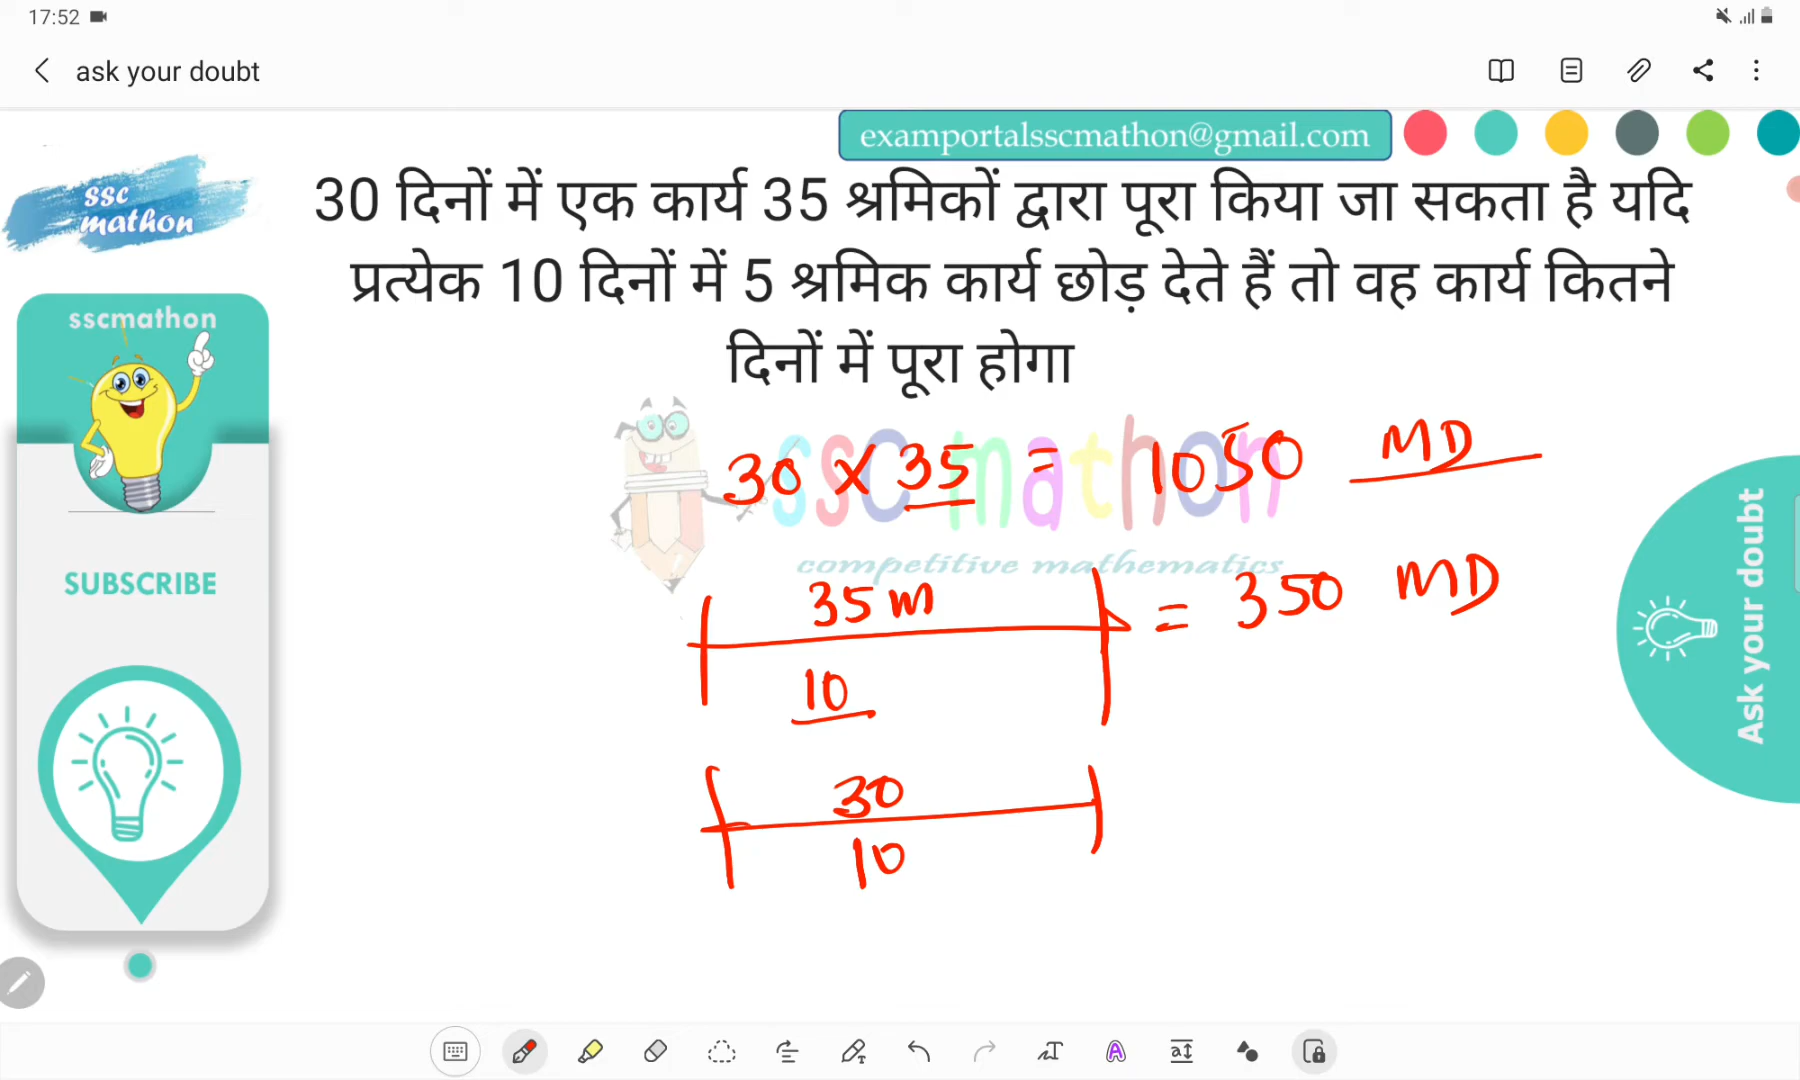 17:52
ask your doubt
examportalsscmathon@gmail.com
ssc
mathon
30 दिनों में एक कार्य 35 श्रमिकों द्वारा पूरा किया जा सकता है यदि
प्रत्येक 10 दिनों में 5 श्रमिक कार्य छोड़ देते हैं तो वह कार्य कितने
दिनों में पूरा होगा
sscmathon
SUBSCRIBE
ssc mathon
competitive mathematics
30 × 35 = 1050 MD
35 m = 350 MD
10
30
10
Ask your doubt